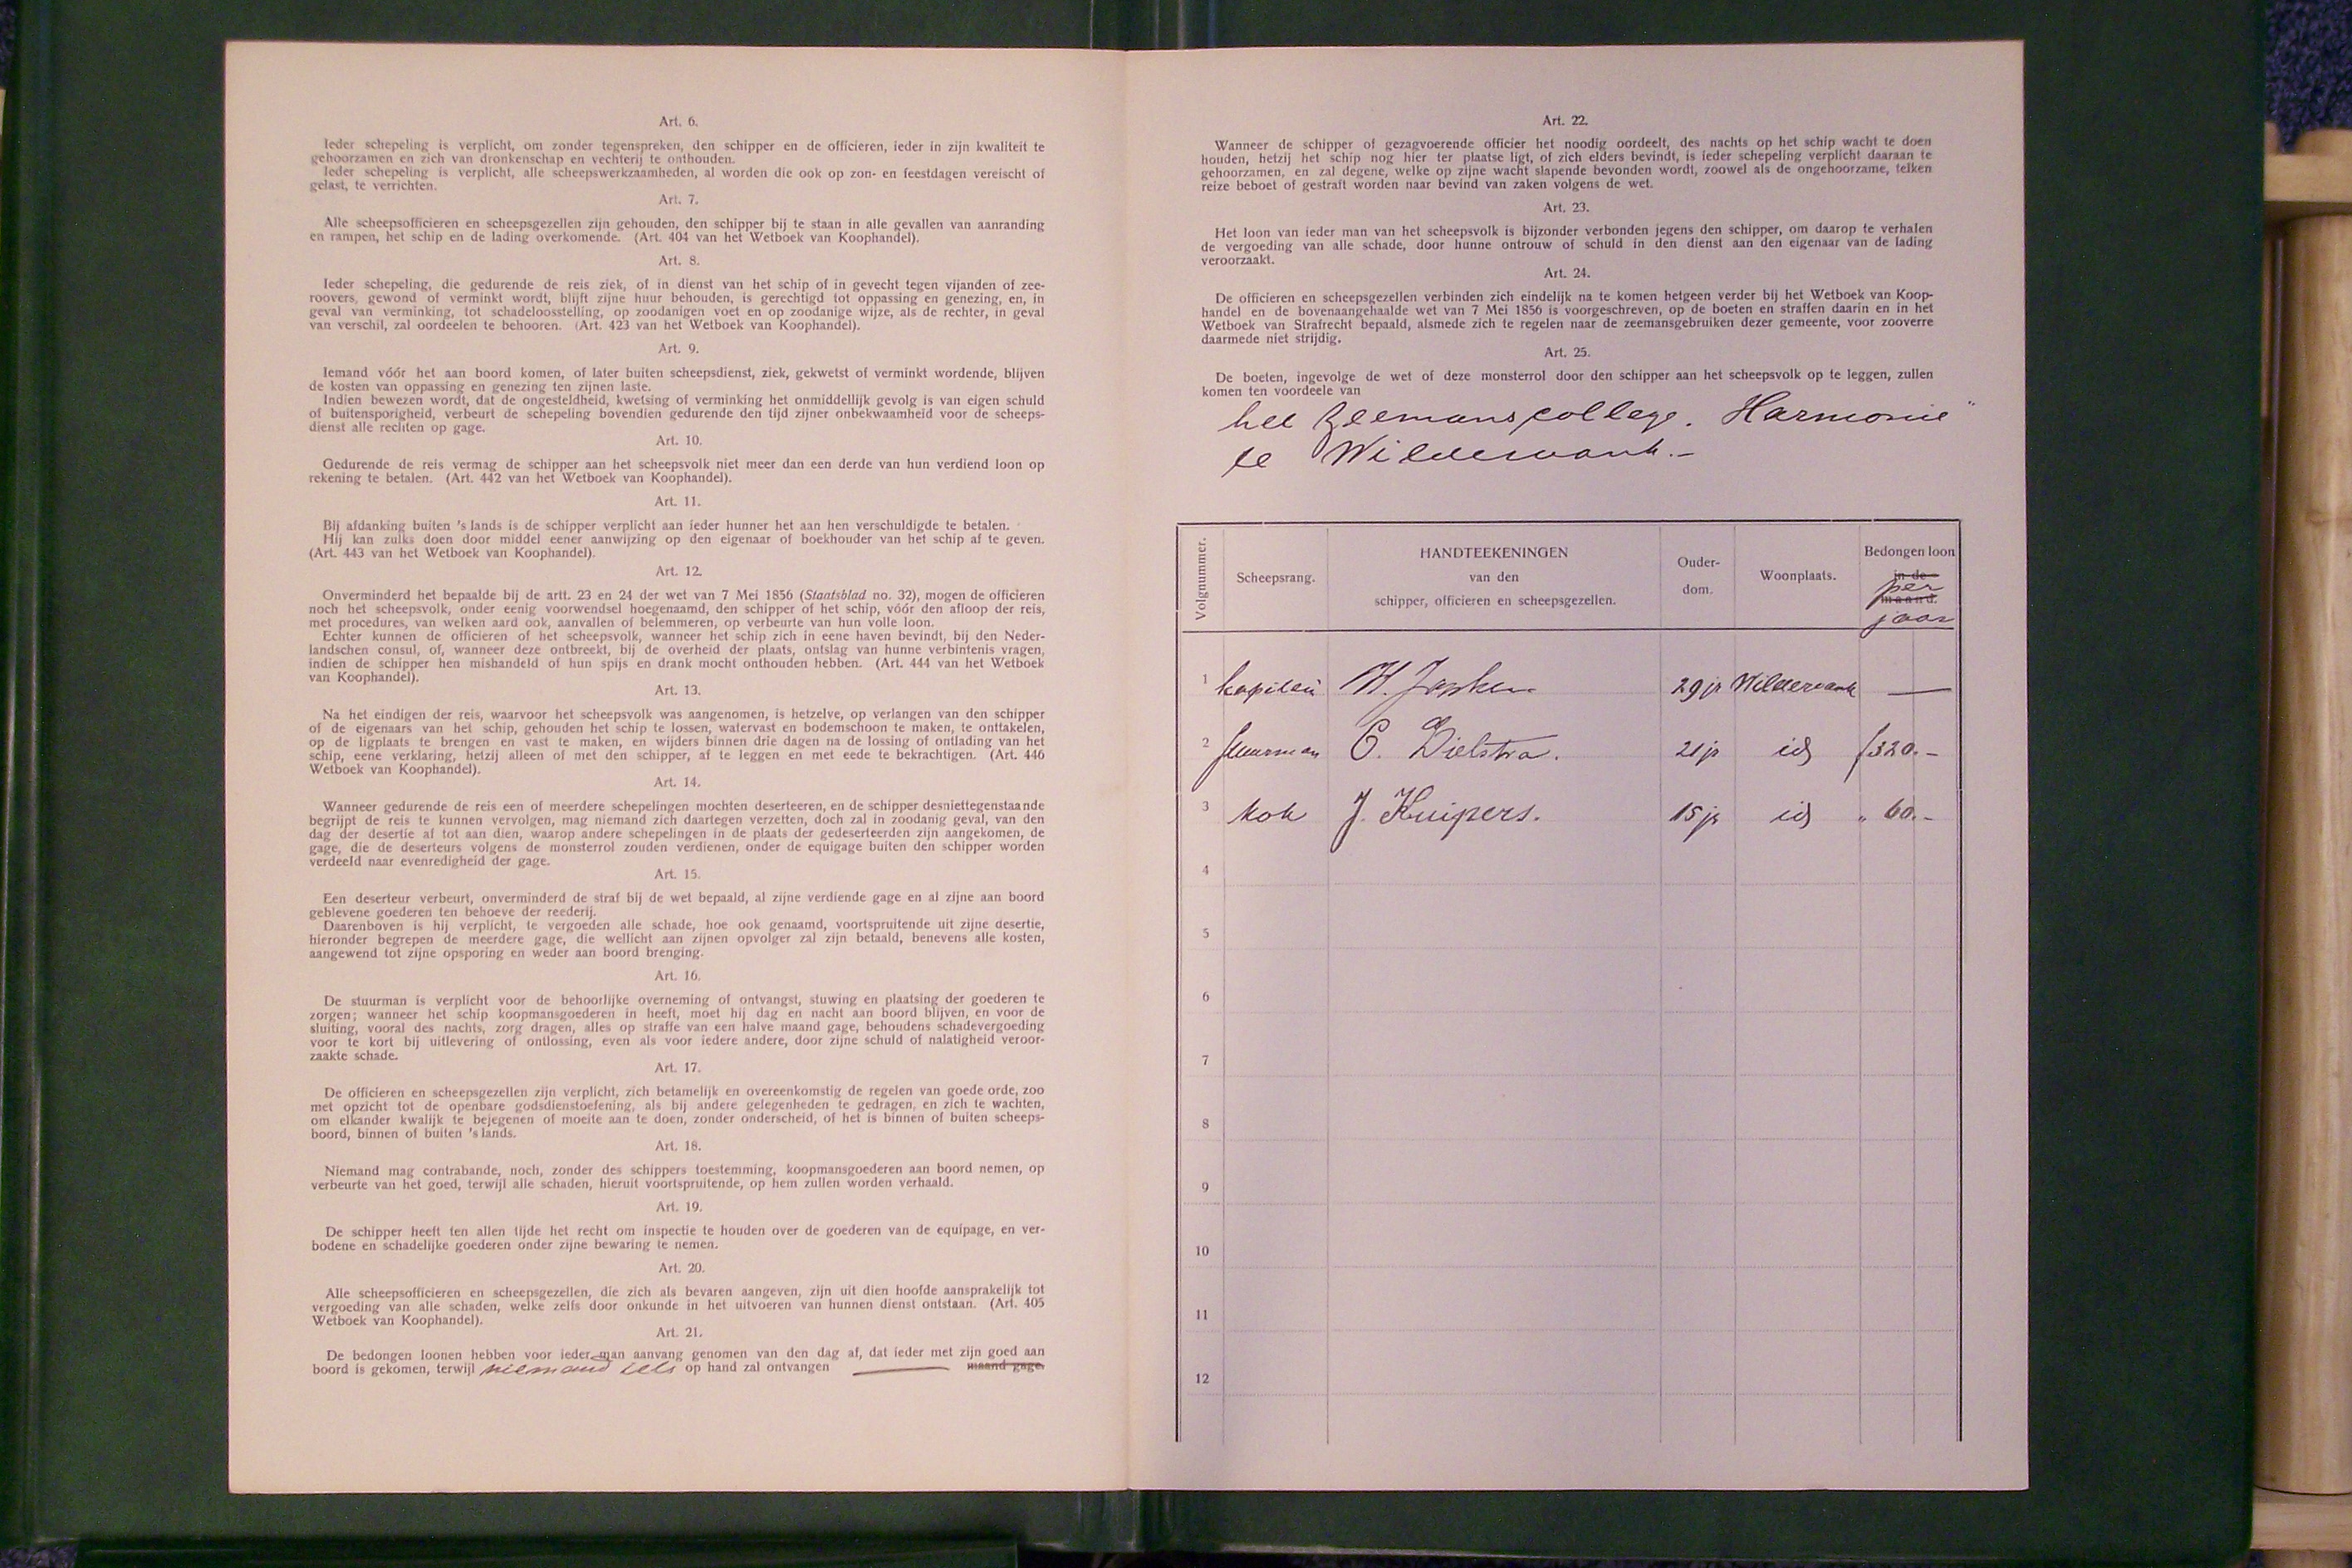 Art. 6.
Ieder schepeling is verplicht, om zonder tegenspreken, den schipper en de officieren, ieder in zijn kwaliteit te
gehoorzamen en zich van dronkenschap en vechterij te onthouden.
Ieder schepeling is verplicht, alle scheepswerkzaamheden, al worden die ook op zon- en feestdagen vereischt of
gelast, te verrichten.
Art. 7.
Alle scheepsofficieren en scheepsgezellen zijn gehouden, den schipper bij te staan in alle gevallen van aanranding
en rampen, het schip en de lading overkomende. (Art. 404 van het Wetboek van Koophandel).
Art. 8.
Ieder schepeling, die gedurende de reis ziek, of in dienst van het schip of in gevecht tegen vijanden of zee-
roovers, gewond of verminkt wordt, blijft zijne huur behouden, is gerechtigd tot oppassing en genezing, en, in
geval van verminking, tot schadeloosstelling, op zoodanigen voet en op zoodanige wijze, als de rechter, in geval
van verschil, zal oordeelen te behooren. (Art. 423 van het Wetboek van Koophandel).
Art. 9.
Iemand vóór het aan boord komen, of later buiten scheepsdienst, ziek, gekwetst of verminkt wordende, blijven
de kosten van oppassing en genezing ten zijnen laste.
Indien bewezen wordt, dat de ongesteldheid, kwetsing of verminking het onmiddellijk gevolg is van eigen schuld
of buitensporigheid, verbeurt de schepeling bovendien gedurende den tijd zijner onbekwaamheid voor de scheeps-
dienst alle rechten op gage.
Art. 10.
Gedurende de reis vermag de schipper aan het scheepsvolk niet meer dan een derde van hun verdiend loon op
rekening te betalen. (Art. 442 van het Wetboek van Koophandel).
Art. 11.
Bij afdanking buiten 's lands is de schipper verplicht aan ieder hunner het aan hen verschuldigde te betalen.
Hij kan zulks doen door middel eener aanwijzing op den eigenaar of boekhouder van het schip af te geven.
(Art. 443 van het Wetboek van Koophandel).
Art. 12.
Onverminderd het bepaalde bij de artt. 23 en 24 der wet van 7 Mei 1856 (Staatsblad no. 32), mogen de officieren
noch het scheepsvolk, onder eenig voorwendsel hoegenaamd, den schipper of het schip, vóór den afloop der reis,
met procedures, van welken aard ook, aanvallen of belemmeren, op verbeurte van hun volle loon.
Echter kunnen de officieren of het scheepsvolk, wanneer het schip zich in eene haven bevindt, bij den Neder-
landschen consul, of, wanneer deze ontbreekt, bij de overheid der plaats, ontslag van hunne verbintenis vragen,
indien de schipper hen mishandeld of hun spijs en drank mocht onthouden hebben. (Art. 444 van het Wetboek
van Koophandel).
Art. 13.
Na het eindigen der reis, waarvoor het scheepsvolk was aangenomen, is hetzelve, op verlangen van den schipper
of de eigenaars van het schip, gehouden het schip te lossen, watervast en bodemschoon te maken, te onttakelen,
op de ligplaats te brengen en vast te maken, en wijders binnen drie dagen na de lossing of ontlading van het
schip, eene verklaring, hetzij alleen of met den schipper, af te leggen en met eede te bekrachtigen. (Art. 446
Wetboek van Koophandel).
Art. 14.
Wanneer gedurende de reis een of meerdere schepelingen mochten deserteeren, en de schipper desniettegenstaande
begrijpt de reis te kunnen vervolgen, mag niemand zich daartegen verzetten, doch zal in zoodanig geval, van den
dag der desertie af tot aan dien, waarop andere schepelingen in de plaats der gedeserteerden zijn aangekomen, de
gage, die de deserteurs volgens de monsterrol zouden verdienen, onder de equigage buiten den schipper worden
verdeeld naar evenredigheid der gage.
Art. 15.
Een deserteur verbeurt, onverminderd de straf bij de wet bepaald, al zijne verdiende gage en al zijne aan boord
geblevene goederen ten behoeve der reederij.
Daarenboven is hij verplicht, te vergoeden alle schade, hoe ook genaamd, voortspruitende uit zijne desertie,
hieronder begrepen de meerdere gage, die wellicht aan zijnen opvolger zal zijn betaald, benevens alle kosten,
aangewend tot zijne opsporing en weder aan boord brenging.
Art. 16.
De stuurman is verplicht voor de behoorlijke overneming of ontvangst, stuwing en plaatsing der goederen te
zorgen; wanneer het schip koopmansgoederen in heeft, moet hij dag en nacht aan boord blijven, en voor de
sluiting, vooral des nachts, zorg dragen, alles op straffe van een halve maand gage, behoudens schadevergoeding
voor te kort bij uitlevering of ontlossing, even als voor iedere andere, door zijne schuld of nalatigheid veroor-
zaakte schade.
Art. 17.
De officieren en scheepsgezellen zijn verplicht, zich betamelijk en overeenkomstig de regelen van goede orde, zoo
met opzicht tot de openbare godsdienstoefening, als bij andere gelegenheden te gedragen, en zich te wachten,
om elkander kwalijk te bejegenen of moeite aan te doen, zonder onderscheid, of het is binnen of buiten scheeps-
boord, binnen of buiten 's lands.
Art. 18.
Niemand mag contrabande, noch, zonder des schippers toestemming, koopmansgoederen aan boord nemen, op
verbeurte van het goed, terwijl alle schaden, hieruit voortspruitende, op hem zullen worden verhaald.
Art. 19.
De schipper heeft ten allen tijde het recht om inspectie te houden over de goederen van de equipage, en ver-
bodene en schadelijke goederen onder zijne bewaring te nemen.
Art. 20.
Alle scheepsofficieren en scheepsgezellen, die zich als bevaren aangeven, zijn uit dien hoofde aansprakelijk tot
vergoeding van alle schaden, welke zelfs door onkunde in het uitvoeren van hunnen dienst ontstaan. (Art. 405
Wetboek van Koophandel).
Art. 21.
De bedongen loonen hebben voor ieder man aanvang genomen van den dag af, dat ieder met zijn goed aan
boord is gekomen, terwijl niemand iets op hand zal ontvangen maand gage.
Art. 22.
Wanneer de schipper of gezagvoerende officier het noodig oordeelt, des nachts op het schip wacht te doen
houden, hetzij het schip nog hier ter plaatse ligt, of zich elders bevindt, is ieder schepeling verplicht daaraan te
gehoorzamen, en zal degene, welke op zijne wacht slapende bevonden wordt, zoowel als de ongehoorzame, telken
reize beboet of gestraft worden naar bevind van zaken volgens de wet.
Art. 23.
Het loon van ieder man van het scheepsvolk is bijzonder verbonden jegens den schipper, om daarop te verhalen
de vergoeding van alle schade, door hunne ontrouw of schuld in den dienst aan den eigenaar van de lading
veroorzaakt.
Art. 24.
De officieren en scheepsgezellen verbinden zich eindelijk na te komen hetgeen verder bij het Wetboek van Koop-
handel en de bovenaangehaalde wet van 7 Mei 1856 is voorgeschreven, op de boeten en straffen daarin en in het
Wetboek van Strafrecht bepaald, alsmede zich te regelen naar de zeemansgebruiken dezer gemeente, voor zooverre
daarmede niet strijdig.
Art. 25.
De boeten, ingevolge de wet of deze monsterrol door den schipper aan het scheepsvolk op te leggen, zullen
komen ten voordeele van
het Zeemanscollege. Harmonie"
te Wildervank.-
Volgnummer. Scheepsrang. HANDTEEKENINGEN van den schipper, officieren en scheepsgezellen. Ouder-dom. Woonplaats. Bedongen loon in de maand. per jaar
1 kapitein H. 29 jr Wildervank —
2 stuurman C. Dielstra. 21 jr id f 320.-
3 kok J. Kuipers. 15 jr id " 60.-
4
5
6
7
8
9
10
11
12